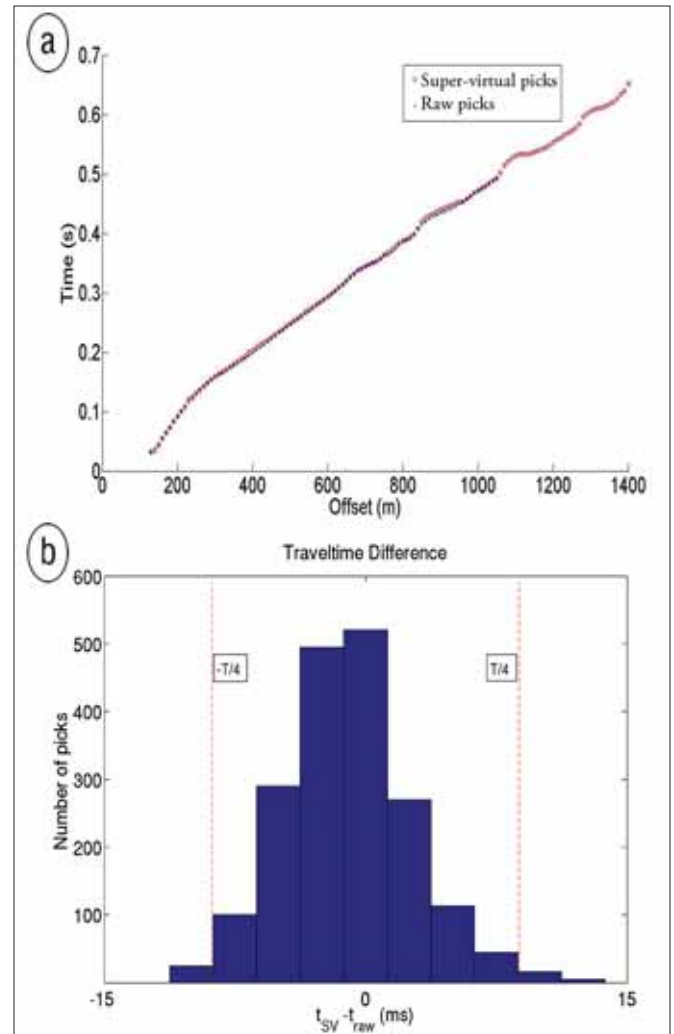 a
0.7
0.6
0.5
0.4
0.3
0.2
0.1
0
Time (s)
Super-virtual picks
Raw picks
0 200 400 600 800 1000 1200 1400
Offset (m)
b
Traveltime Difference
600
500
400
300
200
100
Number of picks
-T/4
T/4
-15 0 15
t_SV -t_raw (ms)